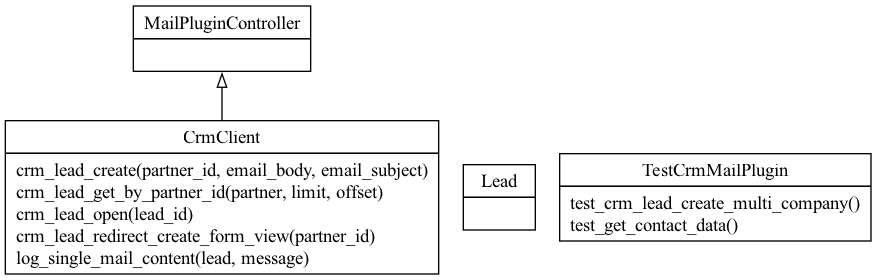 MailPluginController
CrmClient
crm_lead_create(partner_id, email_body, email_subject)
crm_lead_get_by_partner_id(partner, limit, offset)
crm_lead_open(lead_id)
crm_lead_redirect_create_form_view(partner_id)
log_single_mail_content(lead, message)
Lead
TestCrmMailPlugin
test_crm_lead_create_multi_company()
test_get_contact_data()